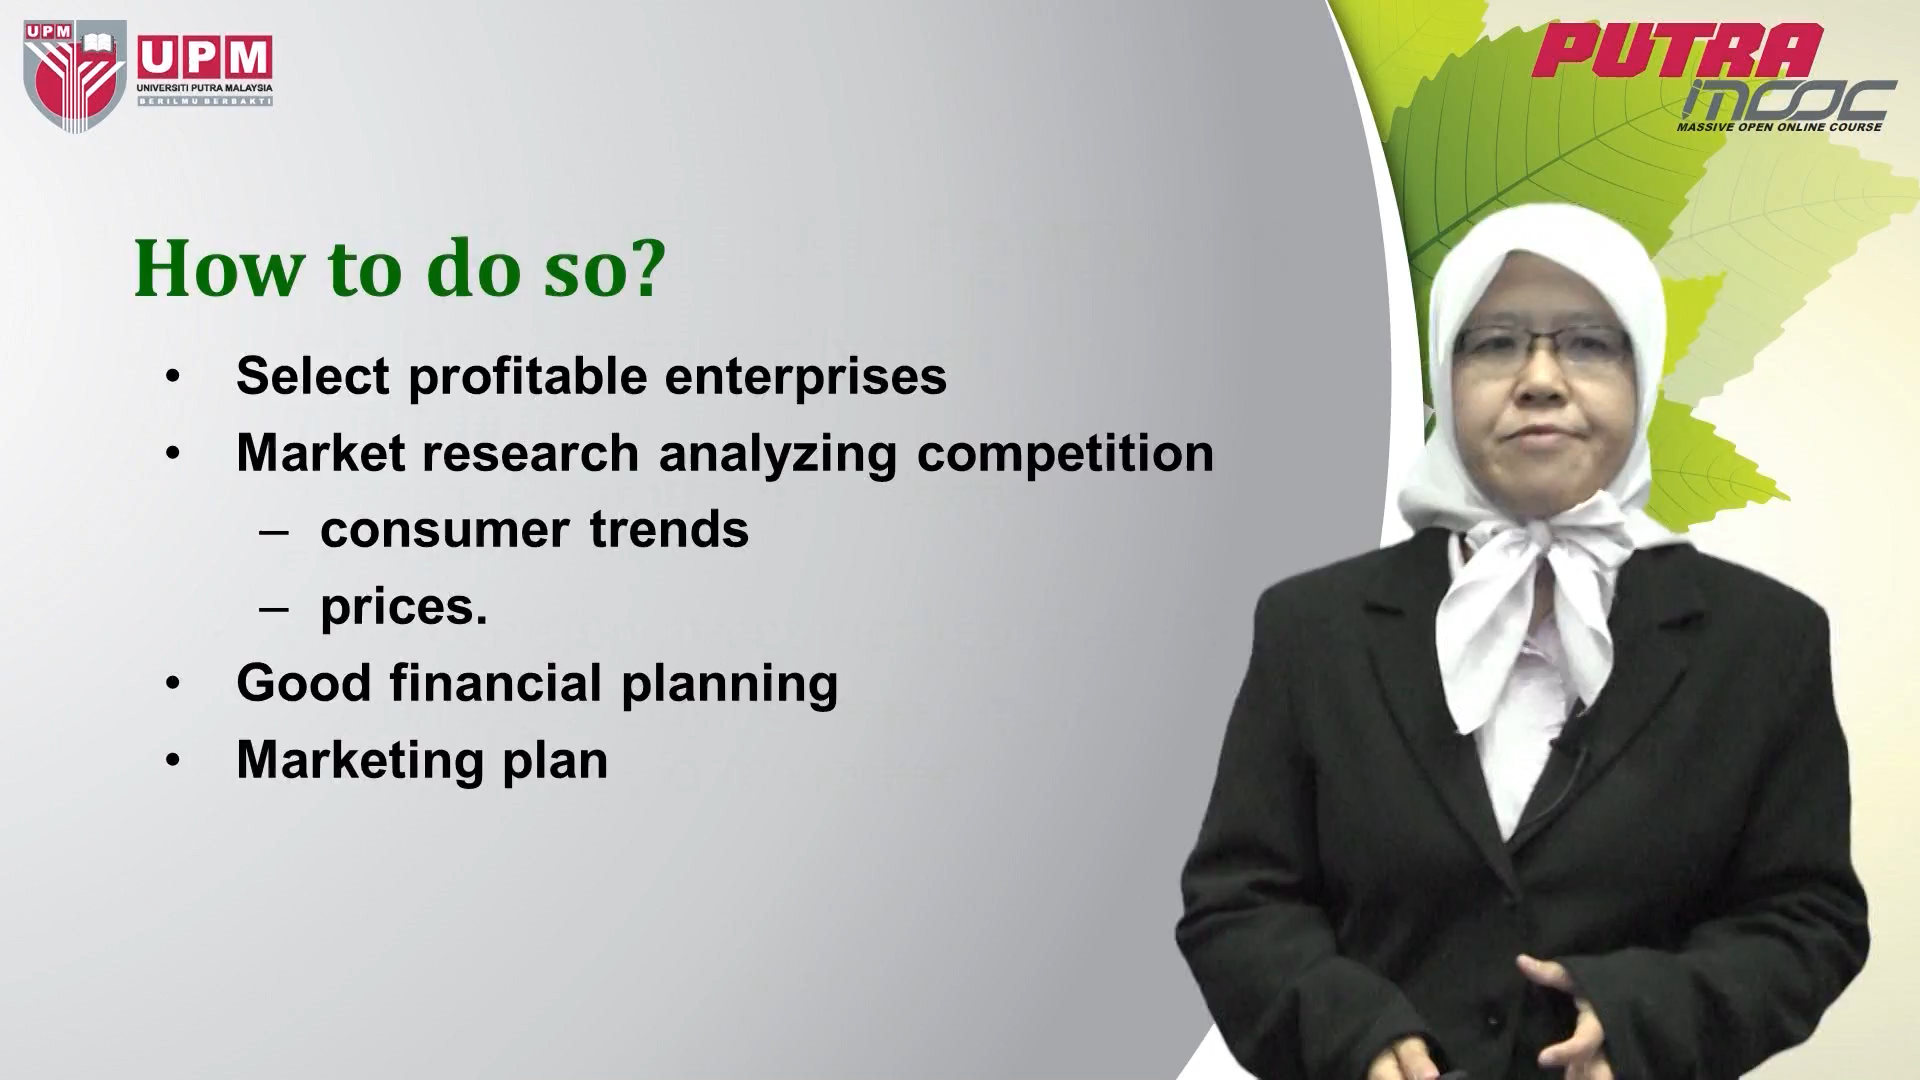 UPM
UPM
UNIVERSITI PUTRA MALAYSIA
BERILMU BERBAKTI
PUTRA
mooc
MASSIVE OPEN ONLINE COURSE
How to do so?
• Select profitable enterprises
• Market research analyzing competition
– consumer trends
– prices.
• Good financial planning
• Marketing plan